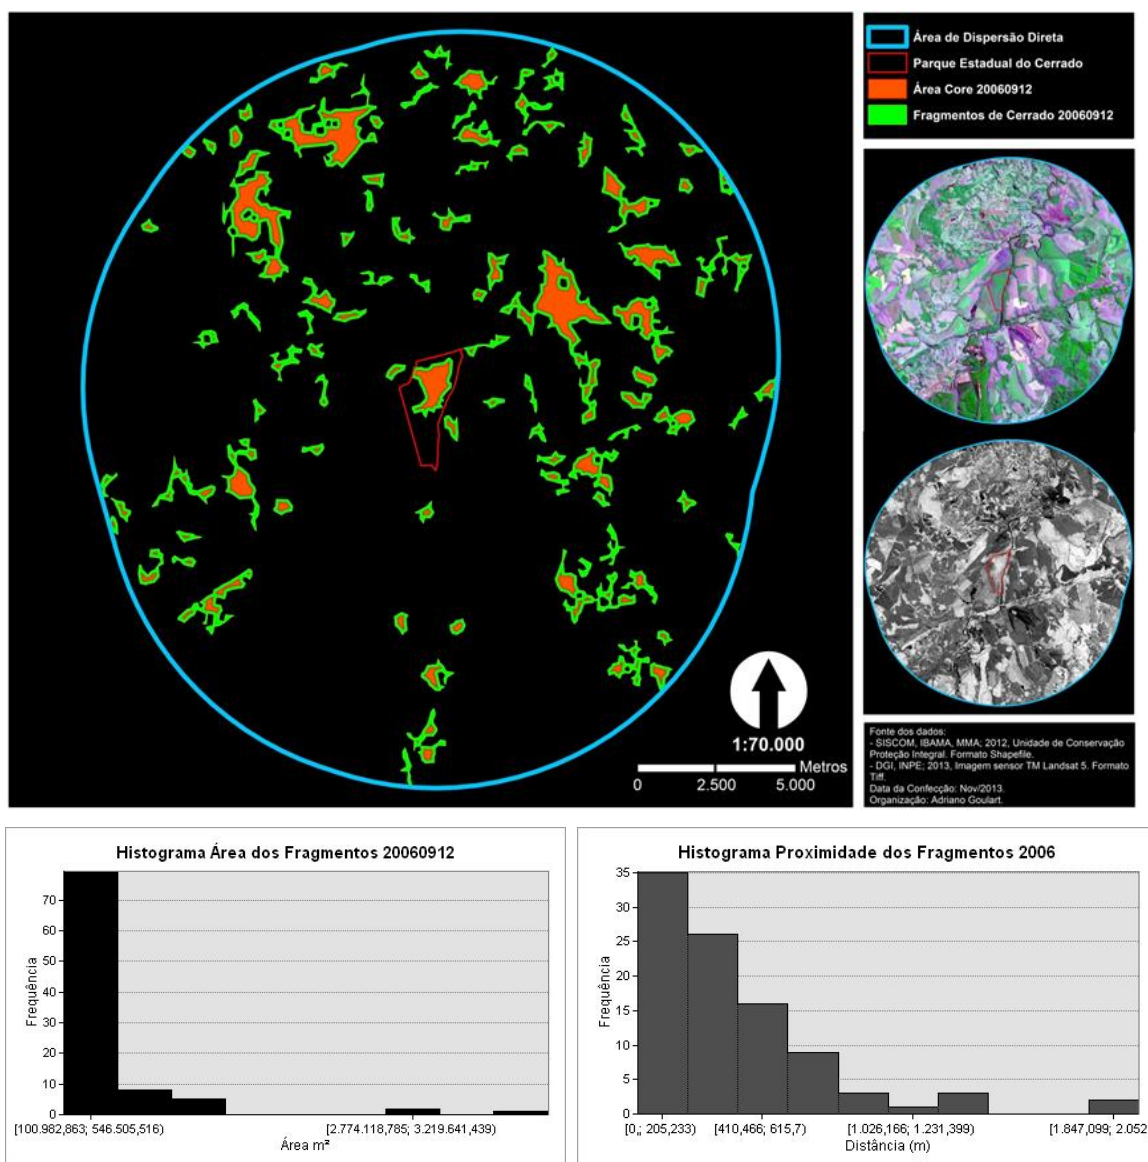 Área de Dispersão Direta
Parque Estadual do Cerrado
Área Core 20060912
Fragmentos de Cerrado 20060912
1:70.000
Metros
0 2.500 5.000
Fonte dos dados:
- SISCOM, IBAMA, MMA; 2012, Unidade de Conservação
Proteção Integral. Formato Shapefile.
- DGI, INPE; 2013, Imagem sensor TM Landsat 5. Formato
Tiff.
Data da Confecção: Nov/2013.
Organização: Adriano Goulart.
Histograma Área dos Fragmentos 20060912
Frequência
70
60
50
40
30
20
10
0
[100.982,863; 546.505,516) [2.774.118,785; 3.219.641,439)
Área m²
Histograma Proximidade dos Fragmentos 2006
Frequência
35
30
25
20
15
10
5
0
[0,; 205,233) [410,466; 615,7) [1.026,166; 1.231,399) [1.847,099; 2.052
Distância (m)